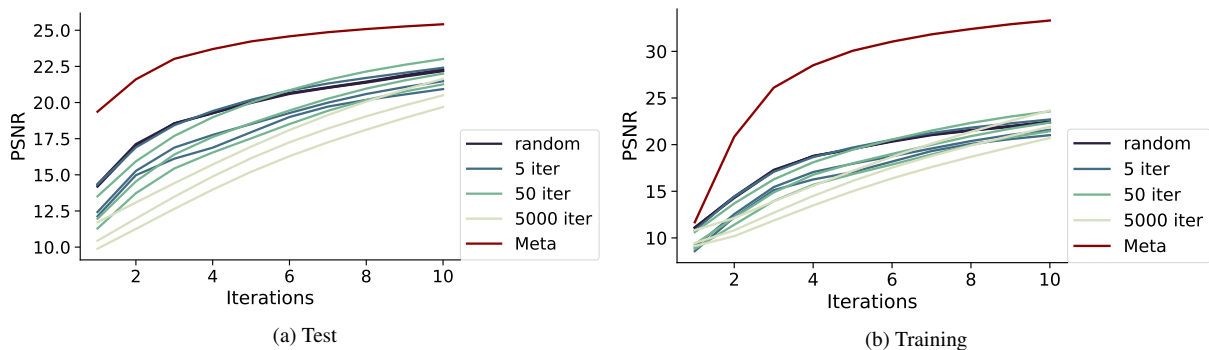 25.0
22.5
20.0
17.5
15.0
12.5
10.0
PSNR
2 4 6 8 10
Iterations
random
5 iter
50 iter
5000 iter
Meta
(a) Test
30
25
20
15
10
PSNR
2 4 6 8 10
Iterations
random
5 iter
50 iter
5000 iter
Meta
(b) Training